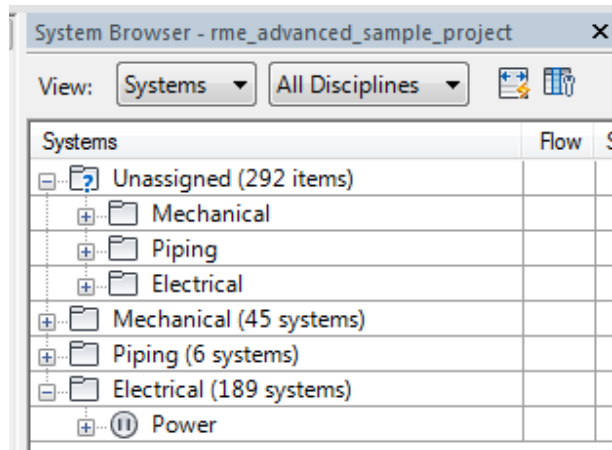 System Browser - rme_advanced_sample_project
View: Systems All Disciplines
Systems Flow S
Unassigned (292 items)
Mechanical
Piping
Electrical
Mechanical (45 systems)
Piping (6 systems)
Electrical (189 systems)
Power